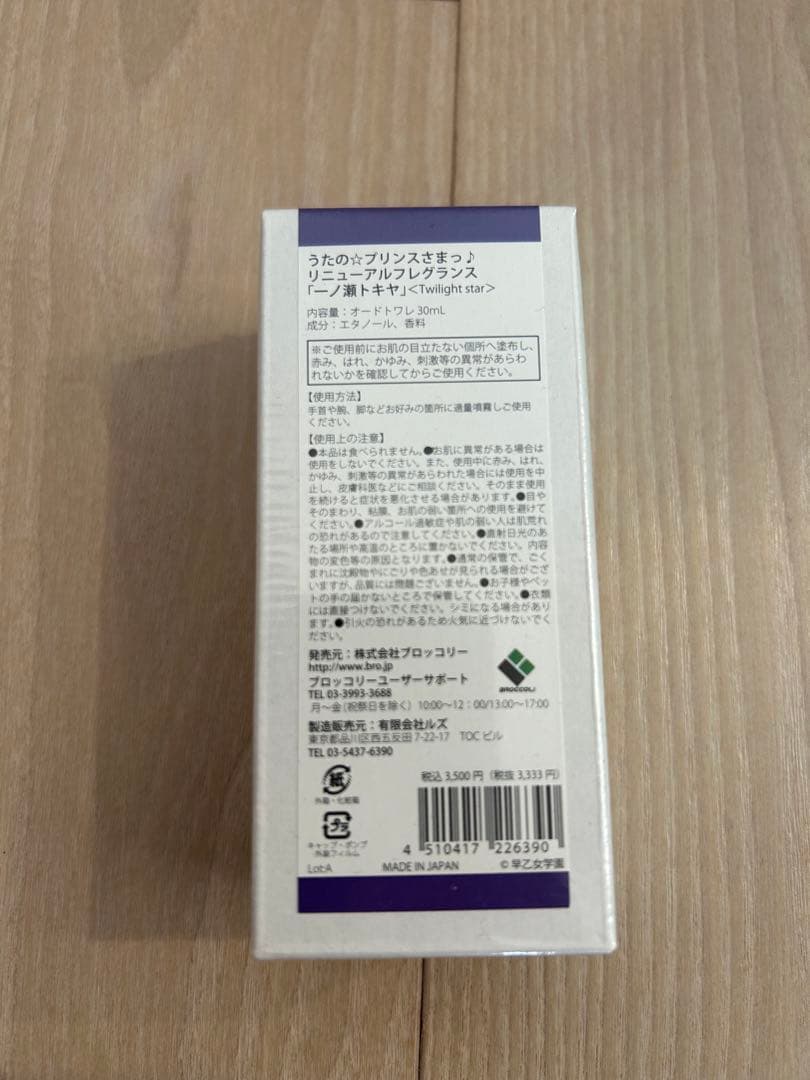 うたの☆プリンスさまっ♪
リニューアルフレグランス
「一ノ瀬トキヤ」<Twilight star>
内容量：オードトワレ 30mL
成分：エタノール、香料
※ご使用前にお肌の目立たない個所へ塗布し、
赤み、はれ、かゆみ、刺激等の異常があらわ
れないかを確認してからご使用ください。
【使用方法】
手首や腕、脚などお好みの箇所に適量噴霧しご使用
ください。
【使用上の注意】
●本品は食べられません。●お肌に異常がある場合は
使用をしないでください。また、使用中に赤み、はれ、
かゆみ、刺激等の異常があらわれた場合には使用を中
止し、皮膚科医などにご相談ください。そのまま使用
を続けると症状を悪化させる場合があります。●目や
そのまわり、粘膜、お肌の弱い箇所への使用を避けて
ください。●アルコール過敏症や肌の弱い人は肌荒れ
の恐れがあるので注意してください。●直射日光のあ
たる場所や高温のところに置かないでください。内容
物の変色等の原因となります。●通常の保管で、ごく
まれに沈殿物やにごりや色あせが見られる場合がござ
いますが、品質には問題ございません。●お子様やペッ
トの手の届かないところで保管してください。●衣類
には直接つけないでください。シミになる場合があり
ます。●引火の恐れがあるため火気に近づけないでく
ださい。
発売元：株式会社ブロッコリー
http://www.bro.jp
ブロッコリーユーザーサポート
TEL 03-3993-3688
月〜金（祝祭日を除く）10:00〜12：00/13:00〜17:00
BROCCOLI
製造販売元：有限会社ルズ
東京都品川区西五反田 7-22-17 TOC ビル
TEL 03-5437-6390
税込 3,500 円（税抜 3,333 円）
紙
外箱・化粧箱
プラ
キャップ・ポンプ
外装フィルム
4 510417 226390
Lot:A MADE IN JAPAN © 早乙女学園